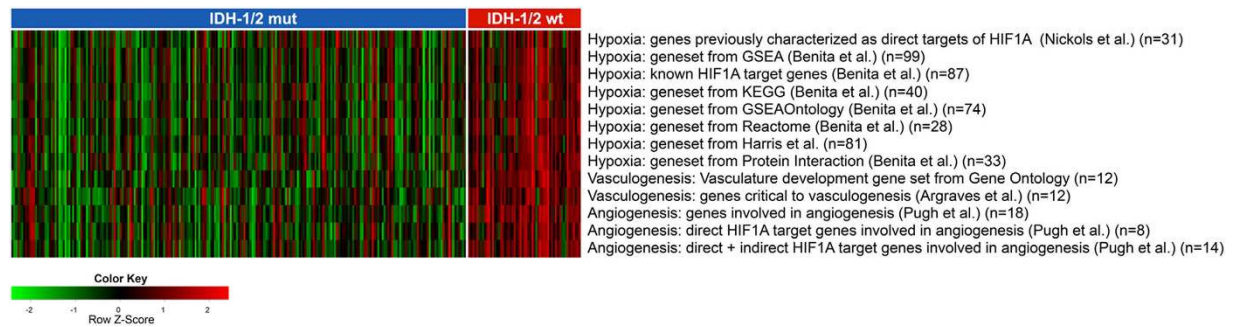 IDH-1/2 mut
IDH-1/2 wt
Hypoxia: genes previously characterized as direct targets of HIF1A (Nickols et al.) (n=31)
Hypoxia: geneset from GSEA (Benita et al.) (n=99)
Hypoxia: known HIF1A target genes (Benita et al.) (n=87)
Hypoxia: geneset from KEGG (Benita et al.) (n=40)
Hypoxia: geneset from GSEAOntology (Benita et al.) (n=74)
Hypoxia: geneset from Reactome (Benita et al.) (n=28)
Hypoxia: geneset from Harris et al. (n=81)
Hypoxia: geneset from Protein Interaction (Benita et al.) (n=33)
Vasculogenesis: Vasculature development gene set from Gene Ontology (n=12)
Vasculogenesis: genes critical to vasculogenesis (Argraves et al.) (n=12)
Angiogenesis: genes involved in angiogenesis (Pugh et al.) (n=18)
Angiogenesis: direct HIF1A target genes involved in angiogenesis (Pugh et al.) (n=8)
Angiogenesis: direct + indirect HIF1A target genes involved in angiogenesis (Pugh et al.) (n=14)
Color Key
-2 -1 0 1 2
Row Z-Score